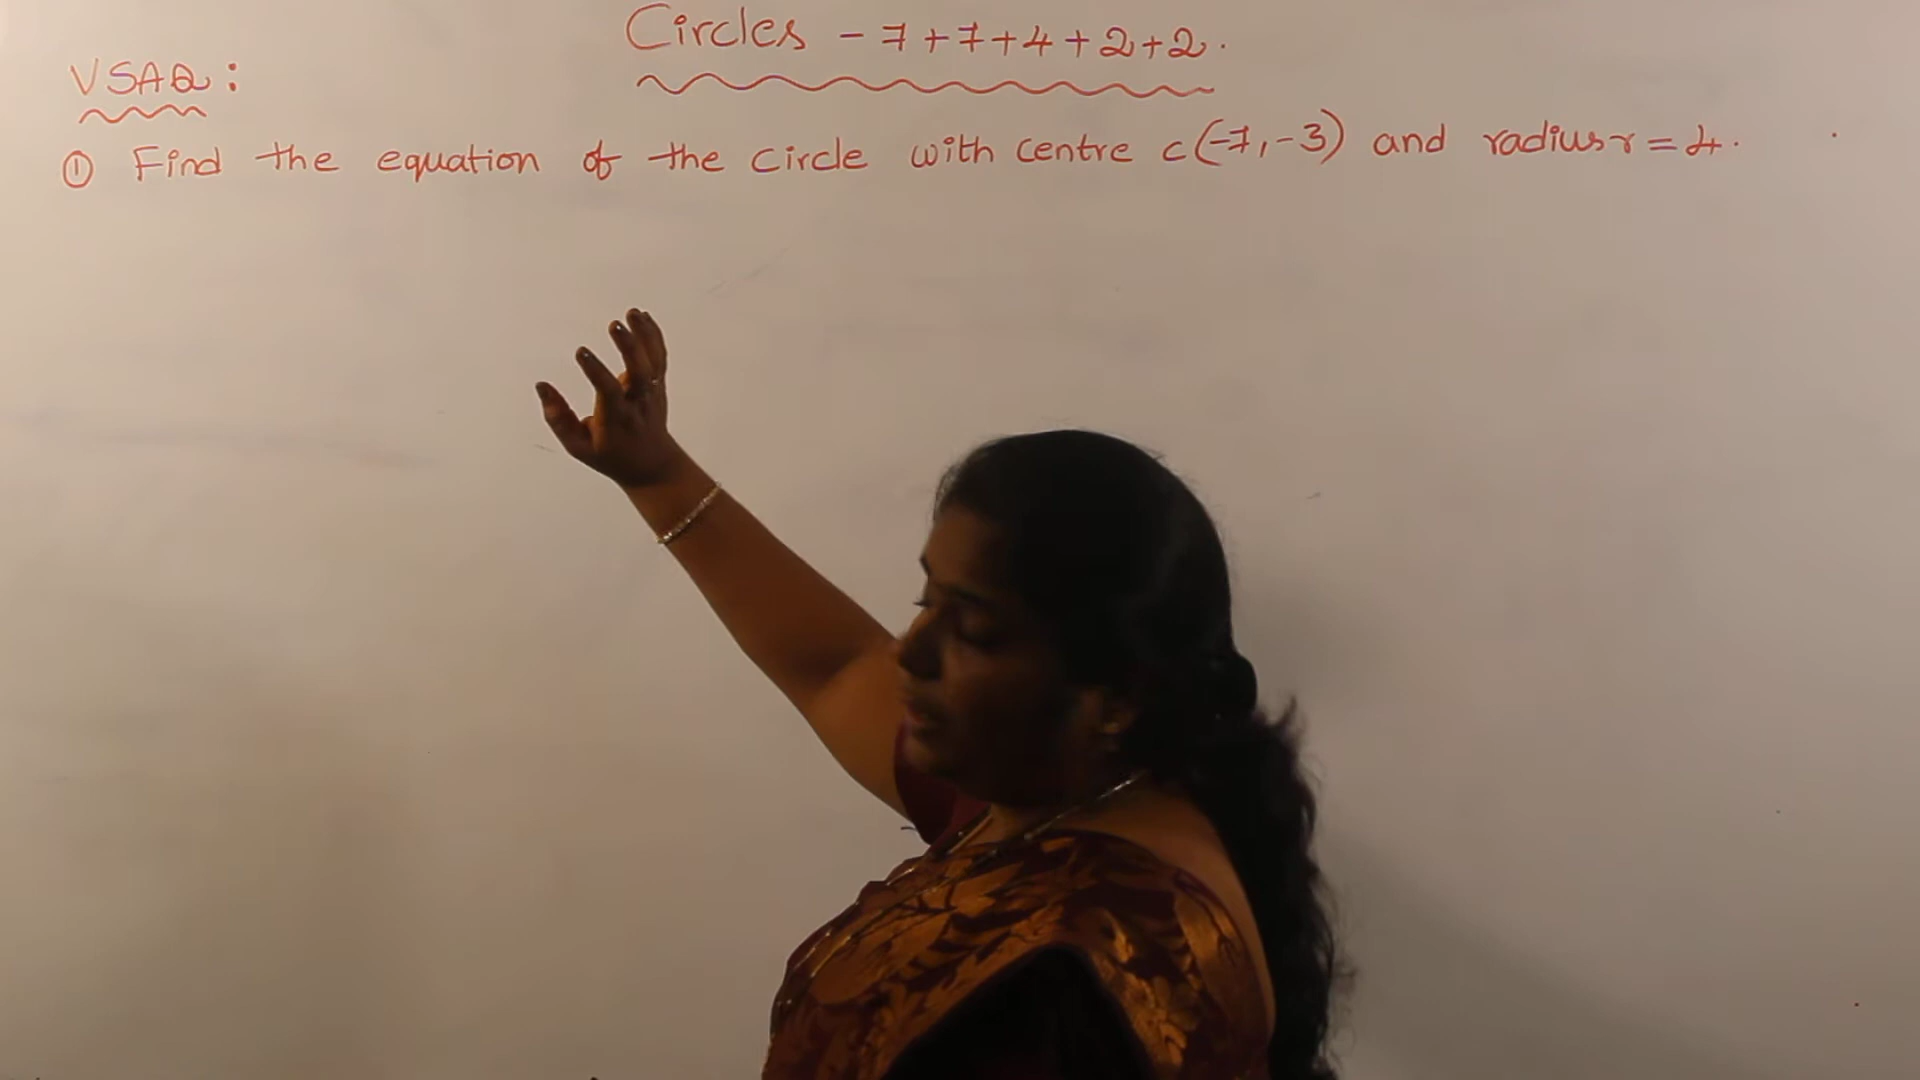 Circles - 7+7+4+2+2.
VSAQ:
① Find the equation of the circle with centre c(-7,-3) and radius r = 4.